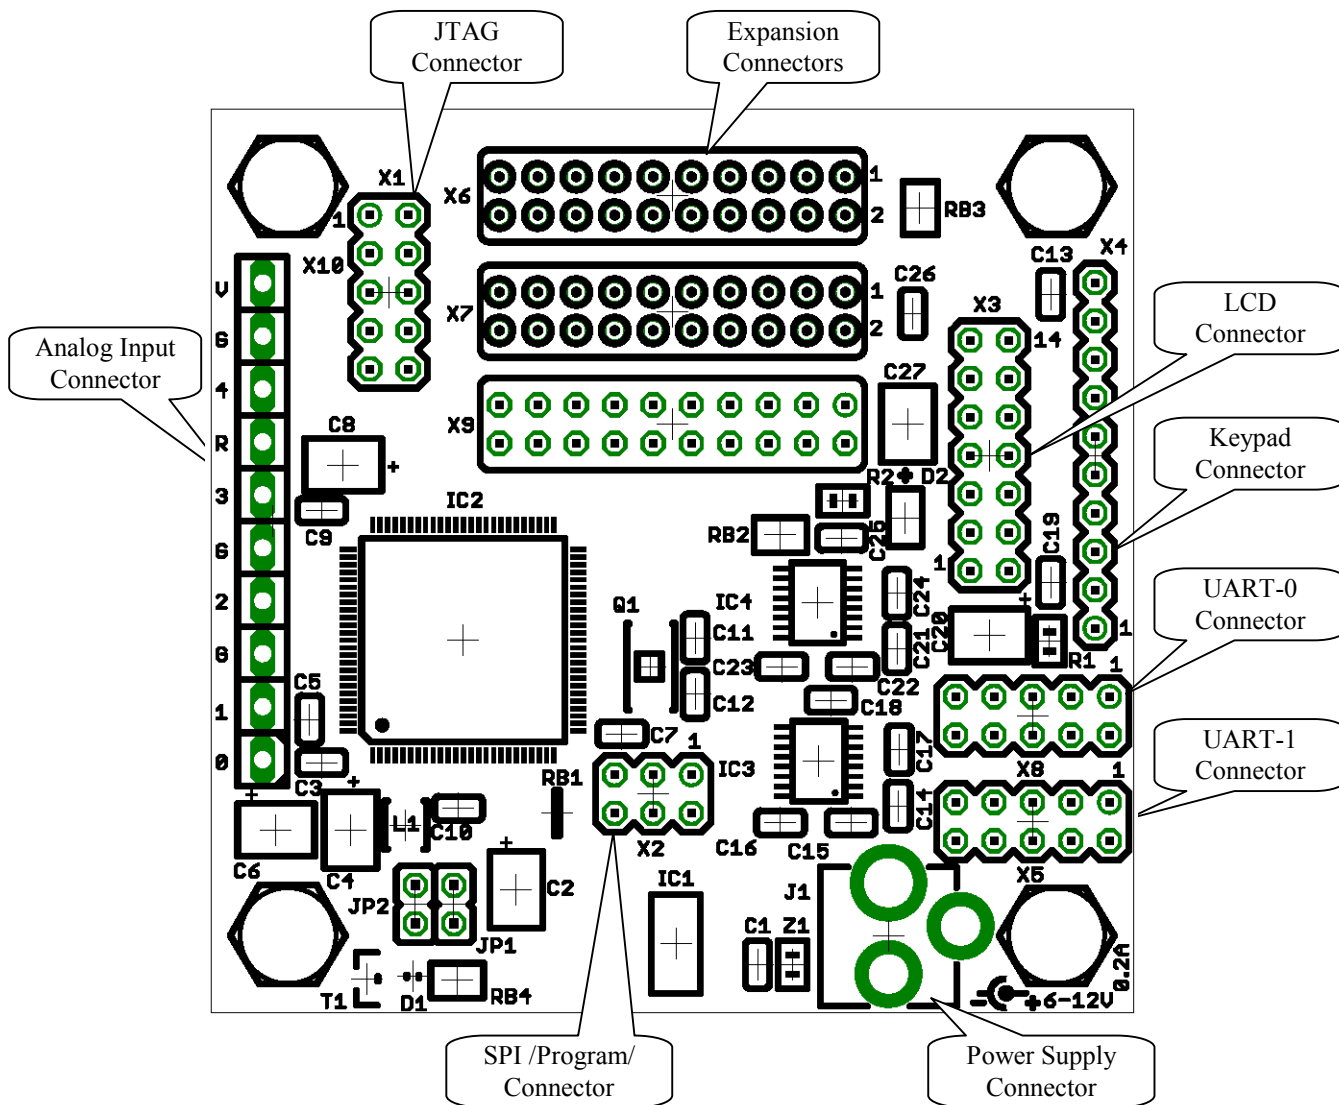 JTAG
Connector
Expansion
Connectors
X1
1
X10
X6
1
2
RB3
C13
X4
C26
X7
1
2
X3
14
LCD
Connector
V
G
4
R
3
G
2
G
1
0
Analog Input
Connector
C27
X9
C8
+
R2
+
D2
Keypad
Connector
IC2
C9
RB2
C25
C19
1
UART-0
Connector
Q1
IC4
C11
C24
C20
+
1
C21
R1
1
C23
C22
C12
C18
C5
C7
1
C17
X8
1
UART-1
Connector
C3
RB1
IC3
+
+
L1
C10
C14
X2
C16
C15
C6
C4
+
C2
IC1
J1
X5
JP2
JP1
C1
Z1
0.2A
T1
D1
RB4
- + 6-12V
SPI /Program/
Connector
Power Supply
Connector